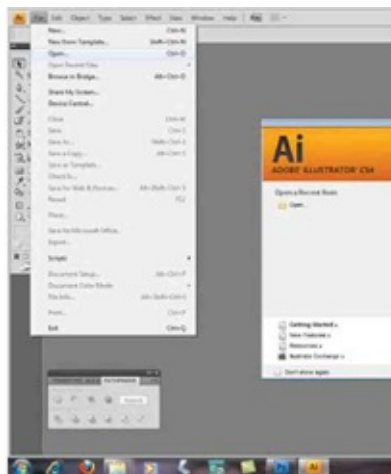 Ai File Edit Object Type Select Effect View Window Help
New... Ctrl+N
New from Template... Shift+Ctrl+N
Open... Ctrl+O
Open Recent Files
Browse in Bridge... Alt+Ctrl+O
Share My Screen...
Device Central...
Close Ctrl+W
Save Ctrl+S
Save As... Shift+Ctrl+S
Save a Copy... Alt+Ctrl+S
Save as Template...
Check In...
Save for Web & Devices... Alt+Shift+Ctrl+S
Revert F12
Place...
Save for Microsoft Office...
Export...
Scripts
Document Setup... Alt+Ctrl+P
Document Color Mode
File Info... Alt+Shift+Ctrl+I
Print... Ctrl+P
Exit Ctrl+Q
Ai
ADOBE ILLUSTRATOR CS4
Open a Recent Item
Open...
Getting Started »
New Features »
Resources »
Illustrator Exchange »
Don't show again
PATHFINDER